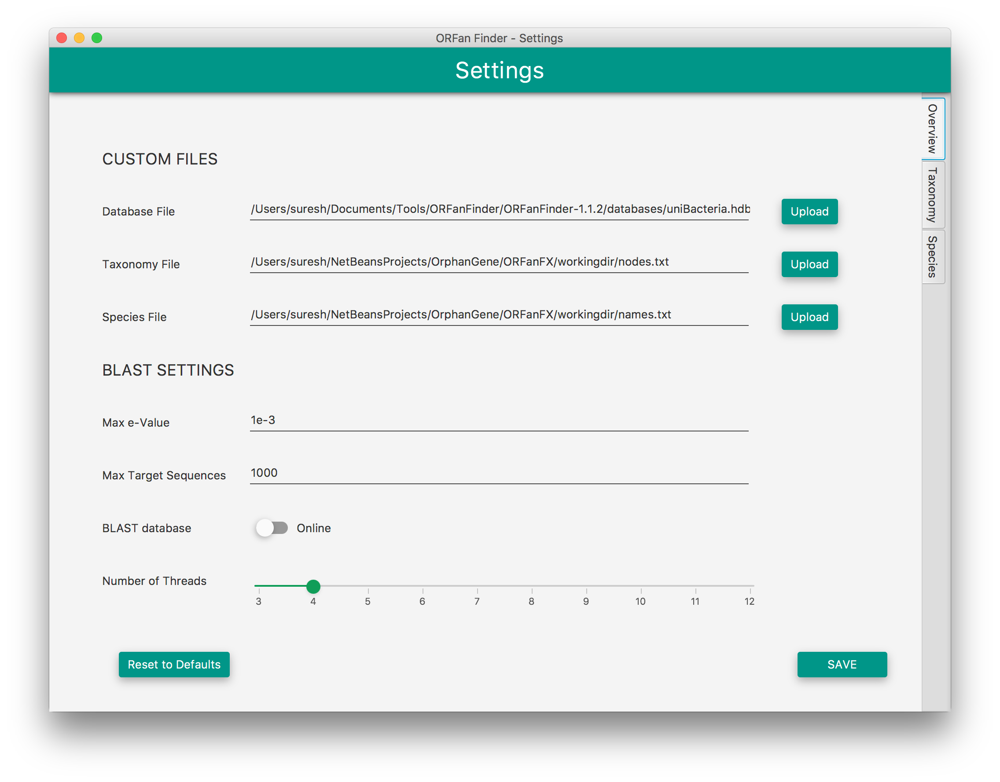 ORFan Finder - Settings
Settings
Overview
Taxonomy
Species
CUSTOM FILES
Database File /Users/suresh/Documents/Tools/ORFanFinder/ORFanFinder-1.1.2/databases/uniBacteria.hdb Upload
Taxonomy File /Users/suresh/NetBeansProjects/OrphanGene/ORFanFX/workingdir/nodes.txt Upload
Species File /Users/suresh/NetBeansProjects/OrphanGene/ORFanFX/workingdir/names.txt Upload
BLAST SETTINGS
Max e-Value 1e-3
Max Target Sequences 1000
BLAST database Online
Number of Threads
3 4 5 6 7 8 9 10 11 12
Reset to Defaults SAVE